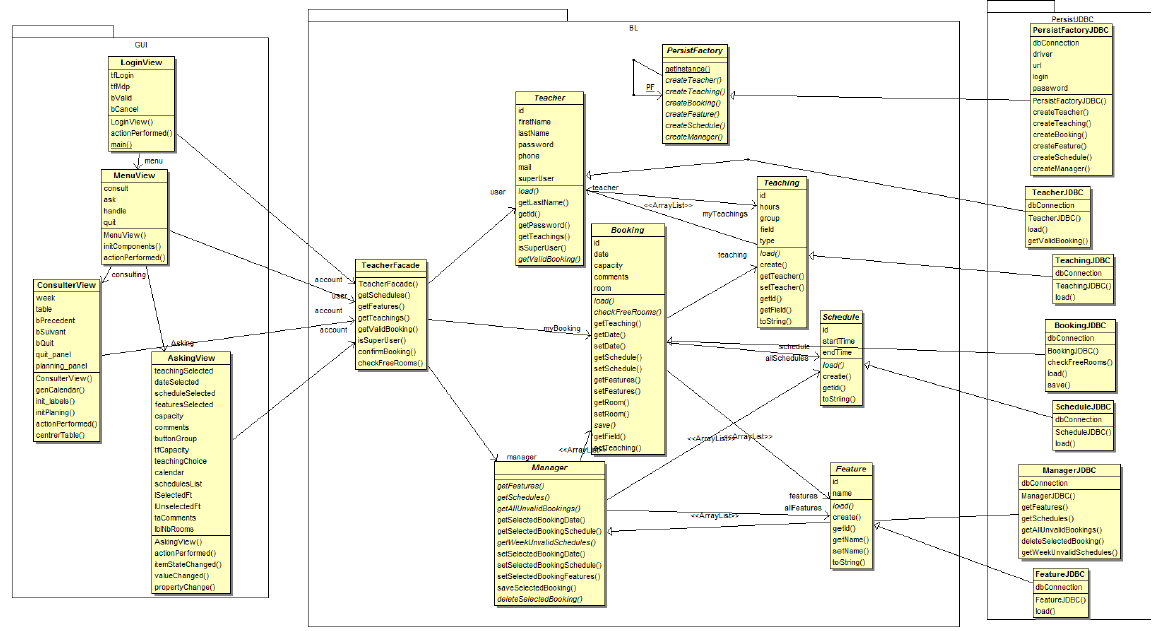 GUI
LoginView
tfLogin
tfMdp
bValid
bCancel
LoginView()
actionPerformed()
main()
menu
MenuView
consult
ask
handle
quit
MenuView()
initComponents()
actionPerformed()
consulting
ConsulterView
week
table
bPrecedent
bSuivant
bQuit
quit_panel
planning_panel
ConsulterView()
genCalendar()
init_labels()
initPlaning()
actionPerformed()
centrerTable()
Asking
AskingView
teachingSelected
dateSelected
scheduleSelected
featuresSelected
capacity
comments
buttonGroup
tfCapacity
teachingChoice
calendar
schedulesList
lSelectedFt
lUnselectedFt
taComments
lblNbRooms
AskingView()
actionPerformed()
itemStateChanged()
valueChanged()
propertyChange()
BL
account
user
account
account
TeacherFacade
TeacherFacade()
getSchedules()
getFeatures()
getTeachings()
getValidBooking()
isSuperUser()
confirmBooking()
checkFreeRooms()
user
Teacher
id
firstName
lastName
password
phone
mail
superUser
load()
getLastName()
getId()
getPassword()
getTeachings()
isSuperUser()
getValidBooking()
PF
PersistFactory
getInstance()
createTeacher()
createTeaching()
createBooking()
createFeature()
createSchedule()
createManager()
teacher
<<ArrayList>>
myTeachings
Teaching
id
hours
group
field
type
load()
create()
getTeacher()
setTeacher()
getId()
getField()
toString()
teaching
myBooking
Booking
id
date
capacity
comments
room
load()
checkFreeRooms()
getTeaching()
getDate()
setDate()
getSchedule()
setSchedule()
getFeatures()
setFeatures()
getRoom()
setRoom()
save()
getField()
setTeaching()
schedule
allSchedules
Schedule
id
startTime
endTime
load()
create()
getId()
toString()
<<ArrayList>>
<<ArrayList>>
<<ArrayList>>
manager
Manager
getFeatures()
getSchedules()
getAllUnvalidBookings()
getSelectedBookingDate()
getSelectedBookingSchedule()
getWeekUnvalidSchedules()
setSelectedBookingDate()
setSelectedBookingSchedule()
setSelectedBookingFeatures()
saveSelectedBooking()
deleteSelectedBooking()
features
allFeatures
<<ArrayList>>
Feature
id
name
load()
create()
getId()
getName()
setName()
toString()
PersistJDBC
PersistFactoryJDBC
dbConnection
driver
url
login
password
PersistFactoryJDBC()
createTeacher()
createTeaching()
createBooking()
createFeature()
createSchedule()
createManager()
TeacherJDBC
dbConnection
TeacherJDBC()
load()
getValidBooking()
TeachingJDBC
dbConnection
TeachingJDBC()
load()
BookingJDBC
dbConnection
BookingJDBC()
checkFreeRooms()
load()
save()
ScheduleJDBC
dbConnection
ScheduleJDBC()
load()
ManagerJDBC
dbConnection
ManagerJDBC()
getFeatures()
getSchedules()
getAllUnvalidBookings()
deleteSelectedBooking()
getWeekUnvalidSchedules()
FeatureJDBC
dbConnection
FeatureJDBC()
load()